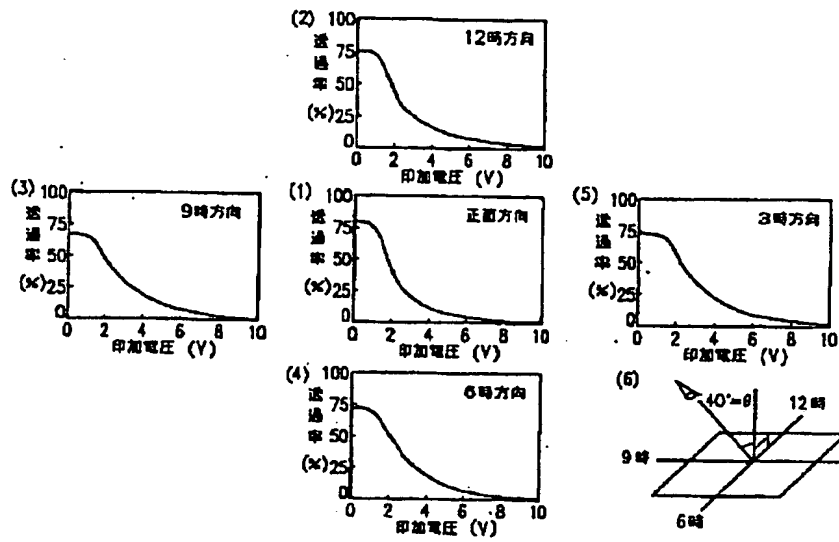 (2)
12時方向
透過率(%)
100
75
50
25
0
0 2 4 6 8 10
印加電圧 (V)
(3)
9時方向
透過率(%)
100
75
50
25
0
0 2 4 6 8 10
印加電圧 (V)
(1)
正面方向
透過率(%)
100
75
50
25
0
0 2 4 6 8 10
印加電圧 (V)
(5)
3時方向
透過率(%)
100
75
50
25
0
0 2 4 6 8 10
印加電圧 (V)
(4)
6時方向
透過率(%)
100
75
50
25
0
0 2 4 6 8 10
印加電圧 (V)
(6)
40°=θ
12時
9時
6時